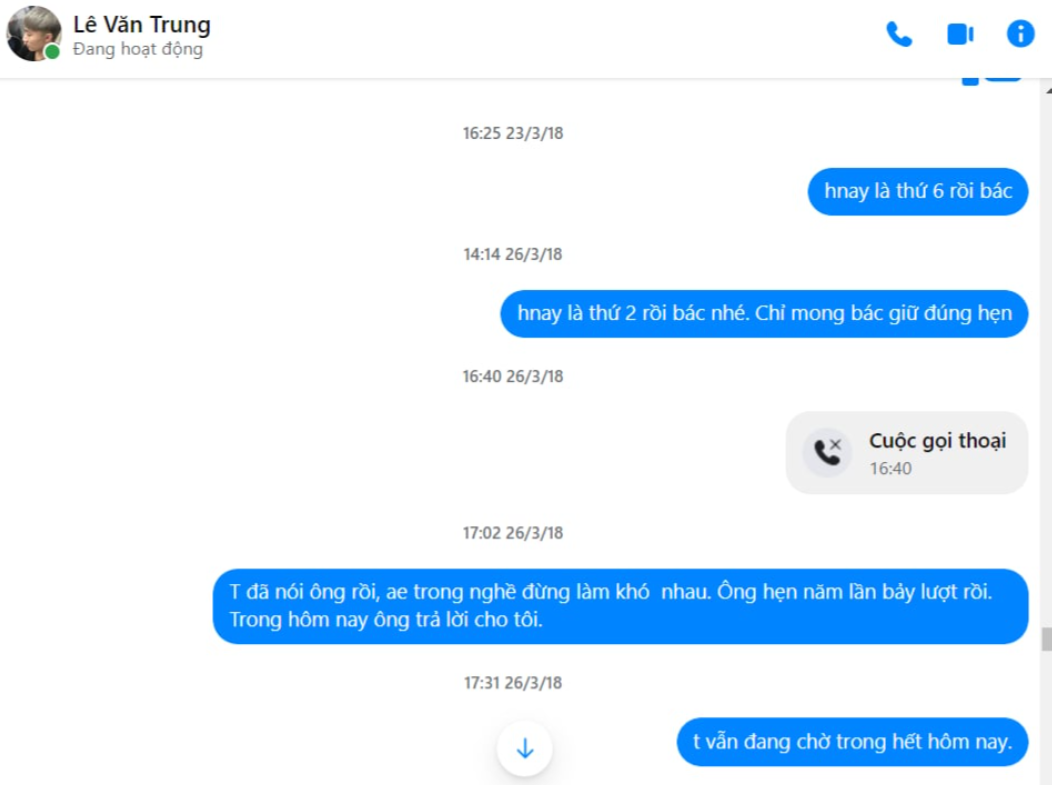 Lê Văn Trung
Đang hoạt động
16:25 23/3/18
hnay là thứ 6 rồi bác
14:14 26/3/18
hnay là thứ 2 rồi bác nhé. Chỉ mong bác giữ đúng hẹn
16:40 26/3/18
Cuộc gọi thoại
16:40
17:02 26/3/18
T đã nói ông rồi, ae trong nghề đừng làm khó  nhau. Ông hẹn năm lần bảy lượt rồi.
Trong hôm nay ông trả lời cho tôi.
17:31 26/3/18
t vẫn đang chờ trong hết hôm nay.